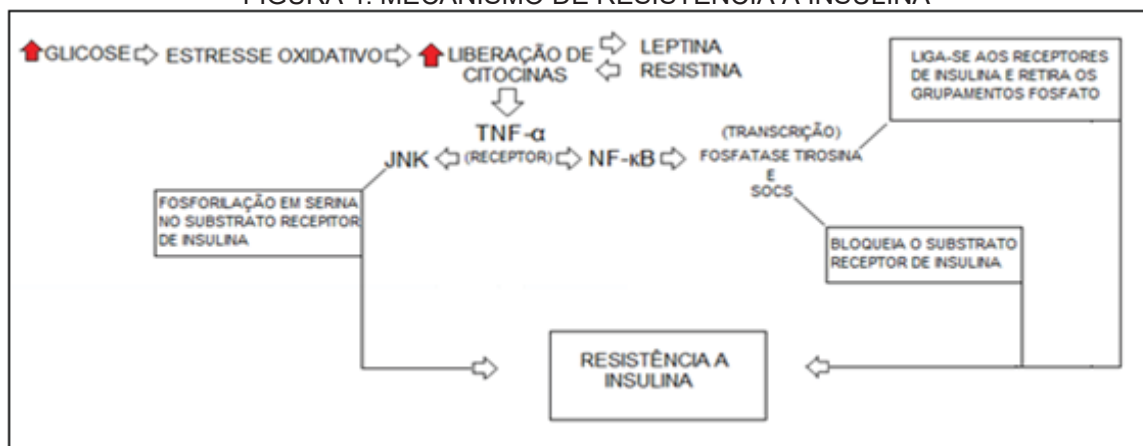 FIGURA 1. MECANISMO DE RESISTÊNCIA À INSULINA
GLICOSE
ESTRESSE OXIDATIVO
LIBERAÇÃO DE
CITOCINAS
LEPTINA
RESISTINA
LIGA-SE AOS RECEPTORES
DE INSULINA E RETIRA OS
GRUPAMENTOS FOSFATO
TNF-α
(RECEPTOR)
JNK
NF-κB
(TRANSCRIÇÃO)
FOSFATASE TIROSINA
E
SOCS
FOSFORILAÇÃO EM SERINA
NO SUBSTRATO RECEPITOR
DE INSULINA
BLOQUEIA O SUBSTRATO
RECEPTOR DE INSULINA
RESISTÊNCIA A
INSULINA